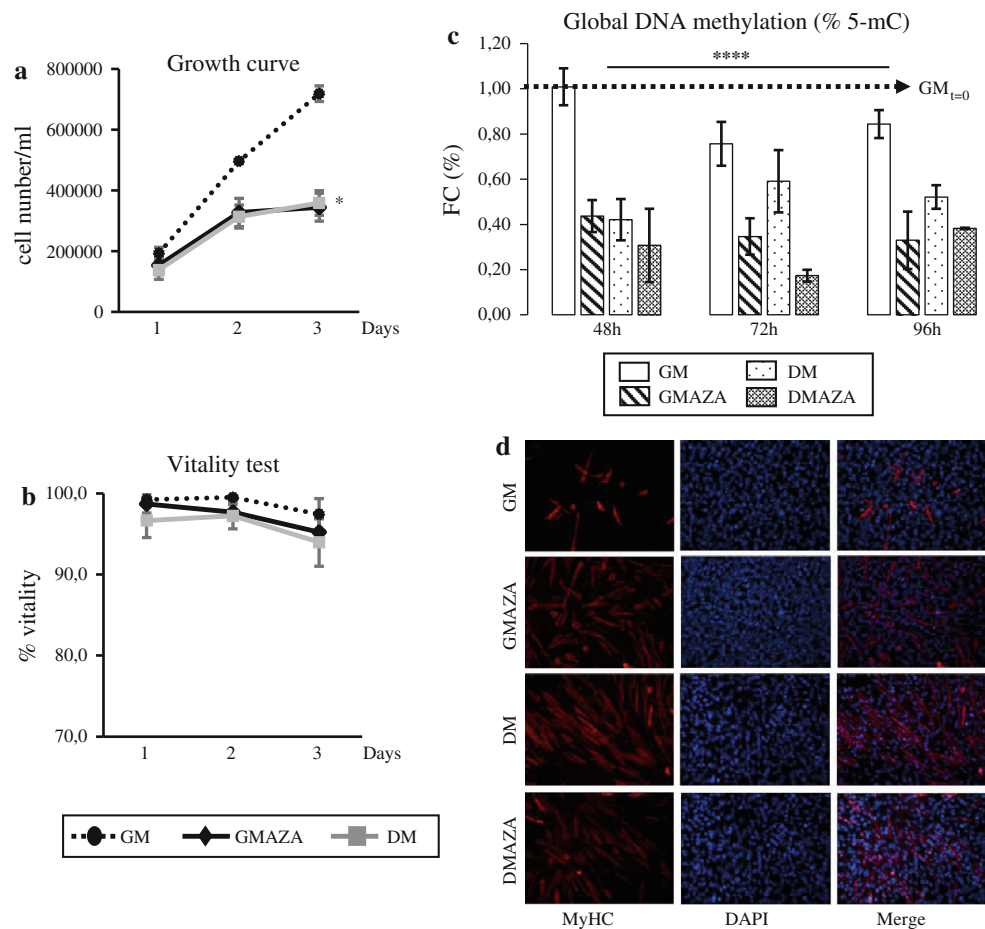 a
Growth curve
800000
600000
400000
200000
0
cell nunber/ml
*
1 2 3 Days
b
Vitality test
100,0
90,0
80,0
70,0
% vitality
1 2 3 Days
GM GMAZA DM
c
Global DNA methylation (% 5-mC)
1,20
1,00
0,80
0,60
0,40
0,20
0,00
FC (%)
****
GM t=0
48h 72h 96h
GM DM
GMAZA DMAZA
d
GM
GMAZA
DM
DMAZA
MyHC DAPI Merge